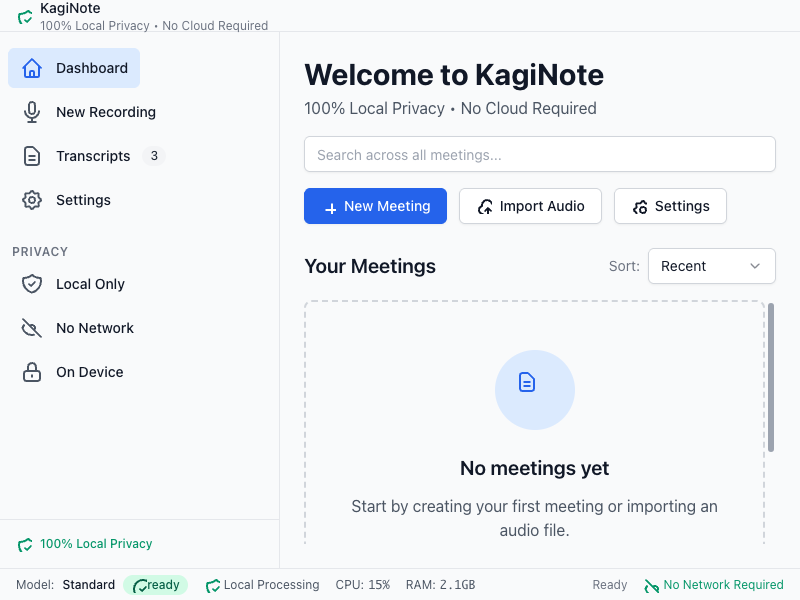 KagiNote
100% Local Privacy • No Cloud Required
Dashboard
New Recording
Transcripts 3
Settings
PRIVACY
Local Only
No Network
On Device
100% Local Privacy
Welcome to KagiNote
100% Local Privacy • No Cloud Required
Search across all meetings...
New Meeting Import Audio Settings
Your Meetings Sort: Recent
No meetings yet
Start by creating your first meeting or importing an
audio file.
Model: Standard ready Local Processing CPU: 15% RAM: 2.1GB Ready No Network Required